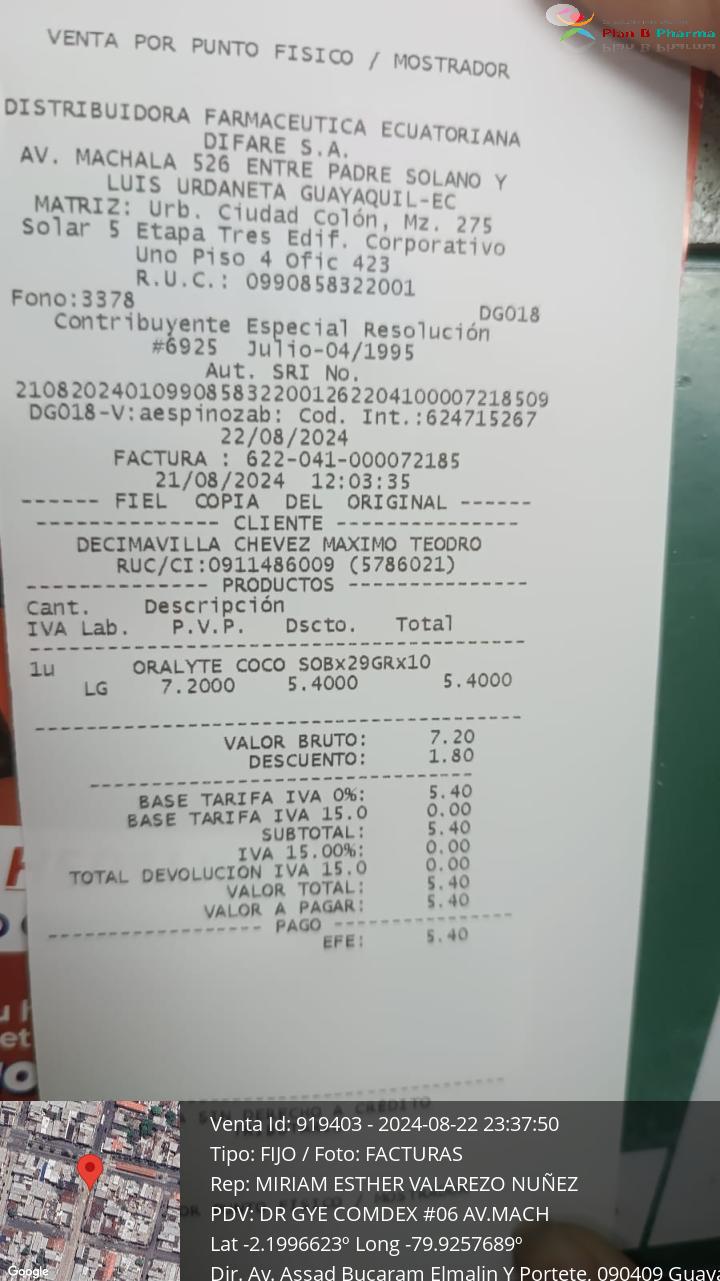 Plan B Pharma
VENTA POR PUNTO FISICO / MOSTRADOR
DISTRIBUIDORA FARMACEUTICA ECUATORIANA
DIFARE S.A.
AV. MACHALA 526 ENTRE PADRE SOLANO Y
LUIS URDANETA GUAYAQUIL-EC
MATRIZ: Urb. Ciudad Colón, Mz. 275
Solar 5 Etapa Tres Edif. Corporativo
Uno Piso 4 Ofic 423
R.U.C.: 0990858322001
Fono:3378 DG018
Contribuyente Especial Resolución
#6925 Julio-04/1995
Aut. SRI No.
21082024010990858322001262204100007218509
DG018-V:aespinozab: Cod. Int.:624715267
22/08/2024
FACTURA : 622-041-000072185
21/08/2024 12:03:35
------ FIEL COPIA DEL ORIGINAL ------
--------------- CLIENTE ---------------
DECIMAVILLA CHEVEZ MAXIMO TEODRO
RUC/CI:0911486009 (5786021)
-------------- PRODUCTOS --------------
Cant. Descripción
IVA Lab. P.V.P. Dscto. Total
1u ORALYTE COCO SOBx29GRx10
LG 7.2000 5.4000 5.4000
VALOR BRUTO: 7.20
DESCUENTO: 1.80
BASE TARIFA IVA 0%: 5.40
BASE TARIFA IVA 15.0 0.00
SUBTOTAL: 5.40
IVA 15.00%: 0.00
TOTAL DEVOLUCION IVA 15.0 0.00
VALOR TOTAL: 5.40
VALOR A PAGAR: 5.40
----------------- PAGO -----------------
EFE: 5.40
SIN DERECHO A CREDITO
Venta Id: 919403 - 2024-08-22 23:37:50
Tipo: FIJO / Foto: FACTURAS
Rep: MIRIAM ESTHER VALAREZO NUÑEZ
PDV: DR GYE COMDEX #06 AV.MACH
Lat -2.1996623º Long -79.9257689º
Dir. Av. Assad Bucaram Elmalin Y Portete, 090409 Guaya
Google